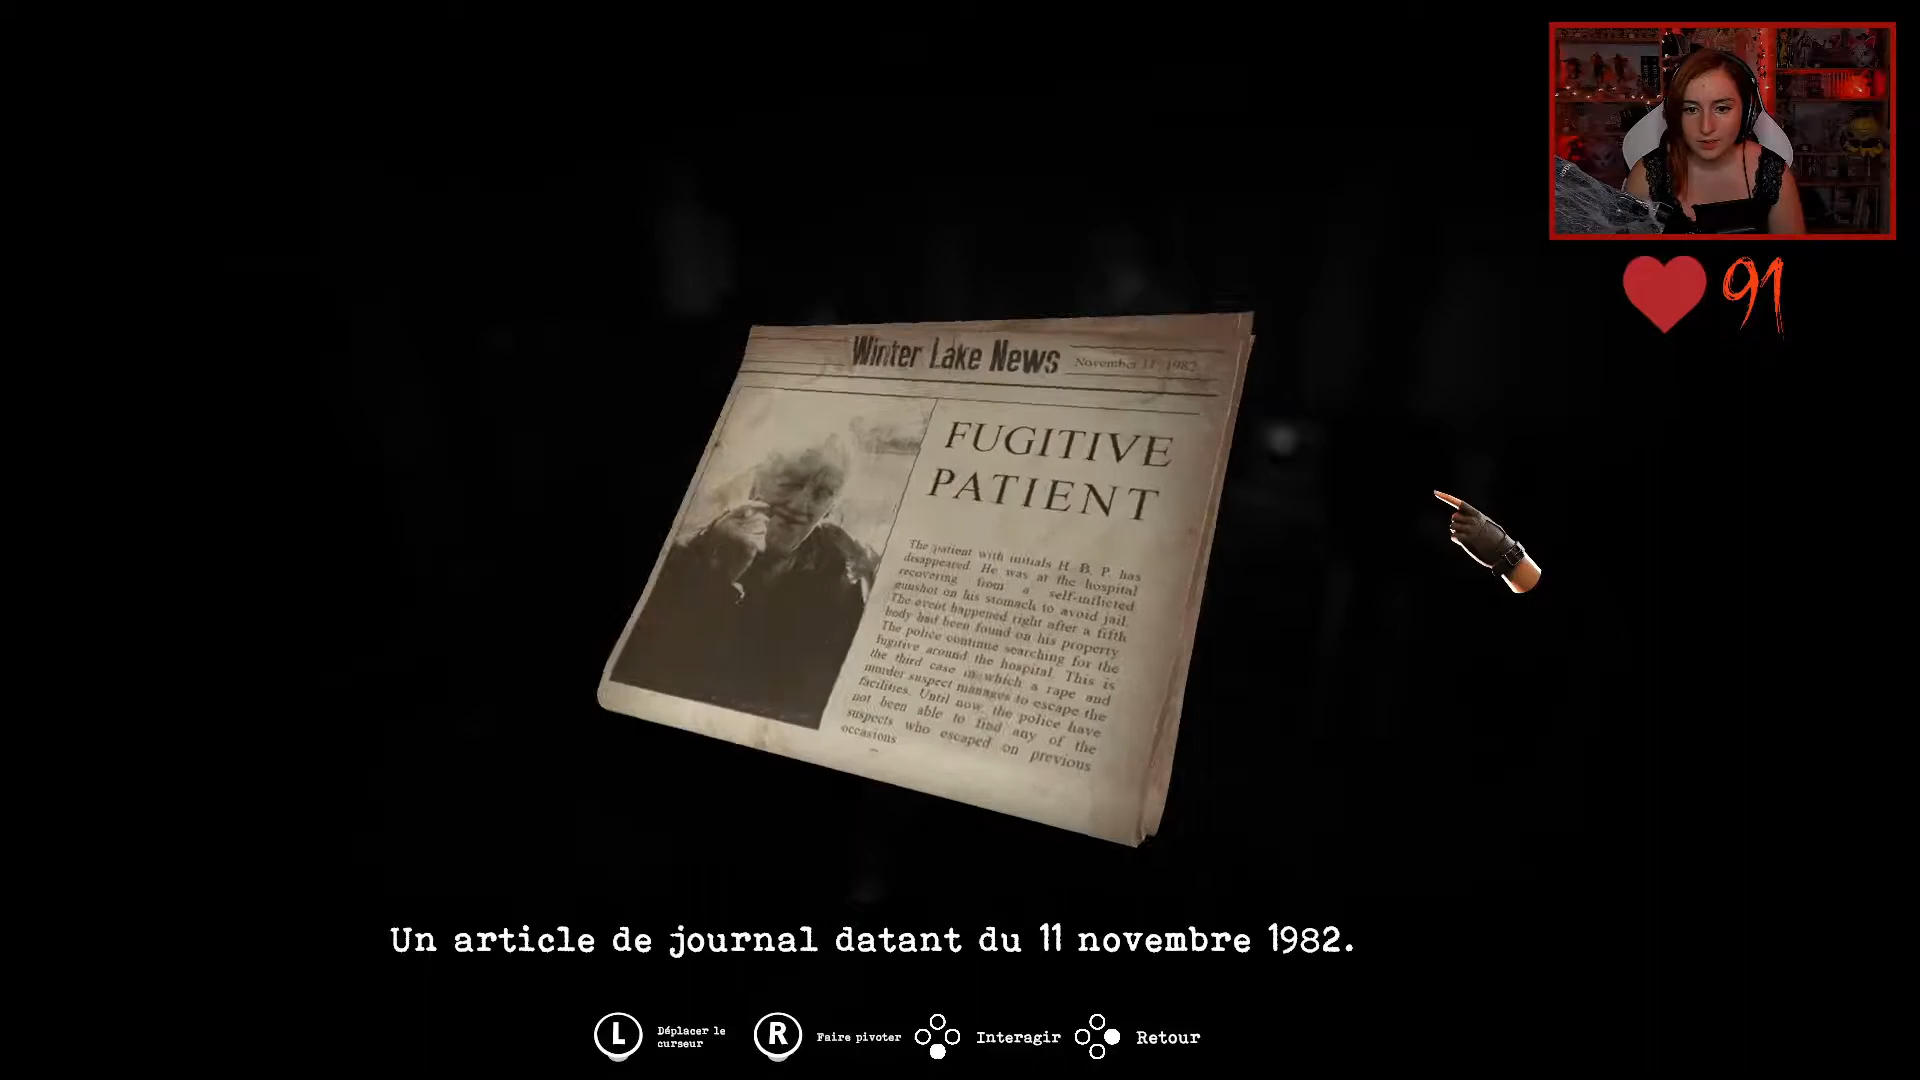 91
Winter Lake News
November 11, 1982
FUGITIVE
PATIENT
The patient with initials H. B. P. has
disappeared. He was at the hospital
recovering from a self-inflicted
gunshot on his stomach to avoid jail.
The event happened right after a fifth
body had been found on his property.
The police continue searching for the
fugitive around the hospital. This is
the third case in which a rape and
murder suspect manages to escape the
facilities. Until now, the police have
not been able to find any of the
suspects who escaped on previous
occasions
Un article de journal datant du 11 novembre 1982.
L
Déplacer le
curseur
R
Faire pivoter
Interagir
Retour